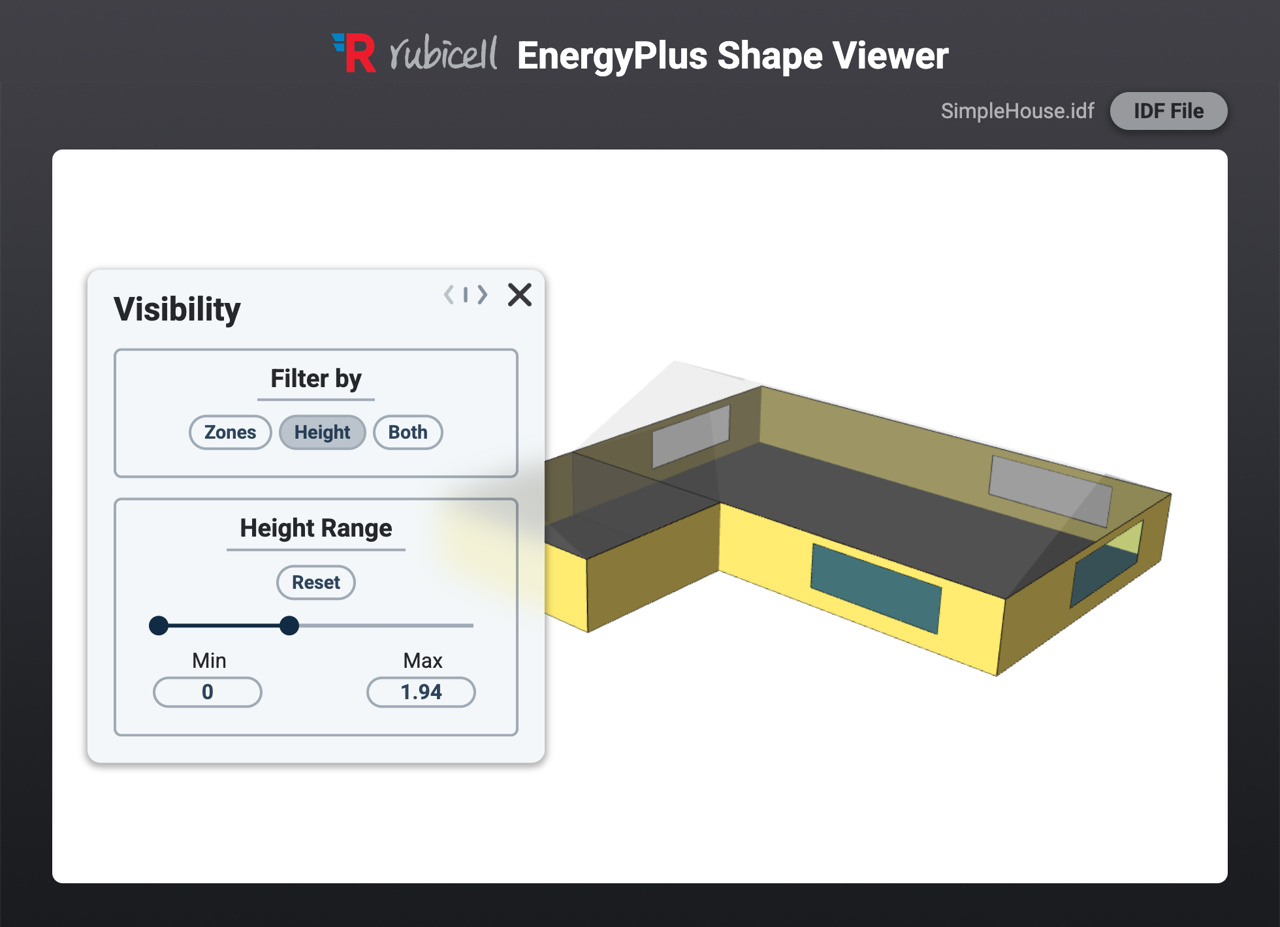 R rubicell EnergyPlus Shape Viewer
SimpleHouse.idf IDF File
Visibility
Filter by
Zones Height Both
Height Range
Reset
Min Max
0 1.94